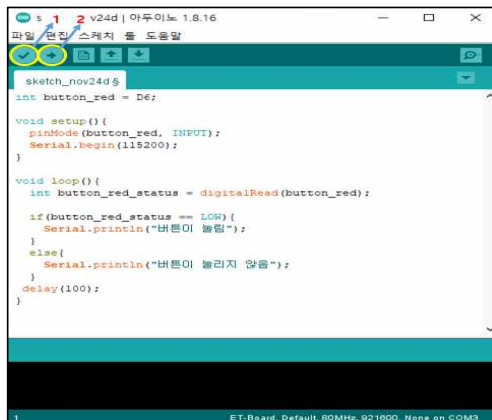 s 1 2 v24d | 아두이노 1.8.16
파일 편집 스케치 툴 도움말
sketch_nov24d §
int button_red = D6;
void setup(){
pinMode(button_red, INPUT);
Serial.begin(115200);
}
void loop(){
int button_red_status = digitalRead(button_red);
if(button_red_status == LOW){
Serial.println("버튼이 눌림");
}
else{
Serial.println("버튼이 눌리지 않음");
}
delay(100);
}
1 ET-Board, Default, 80MHz, 921600, None on COM3